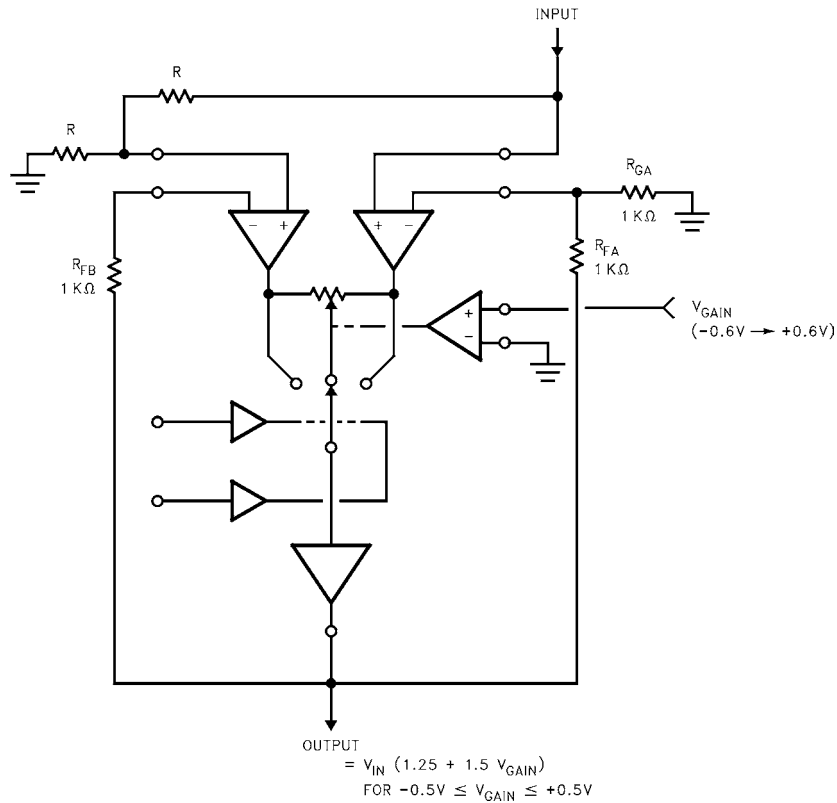 INPUT
R
R
R_GA
1 KΩ
R_FB
1 KΩ
R_FA
1 KΩ
− +
+ −
+
−
V_GAIN
(−0.6V → +0.6V)
OUTPUT
= V_IN (1.25 + 1.5 V_GAIN)
FOR −0.5V ≤ V_GAIN ≤ +0.5V